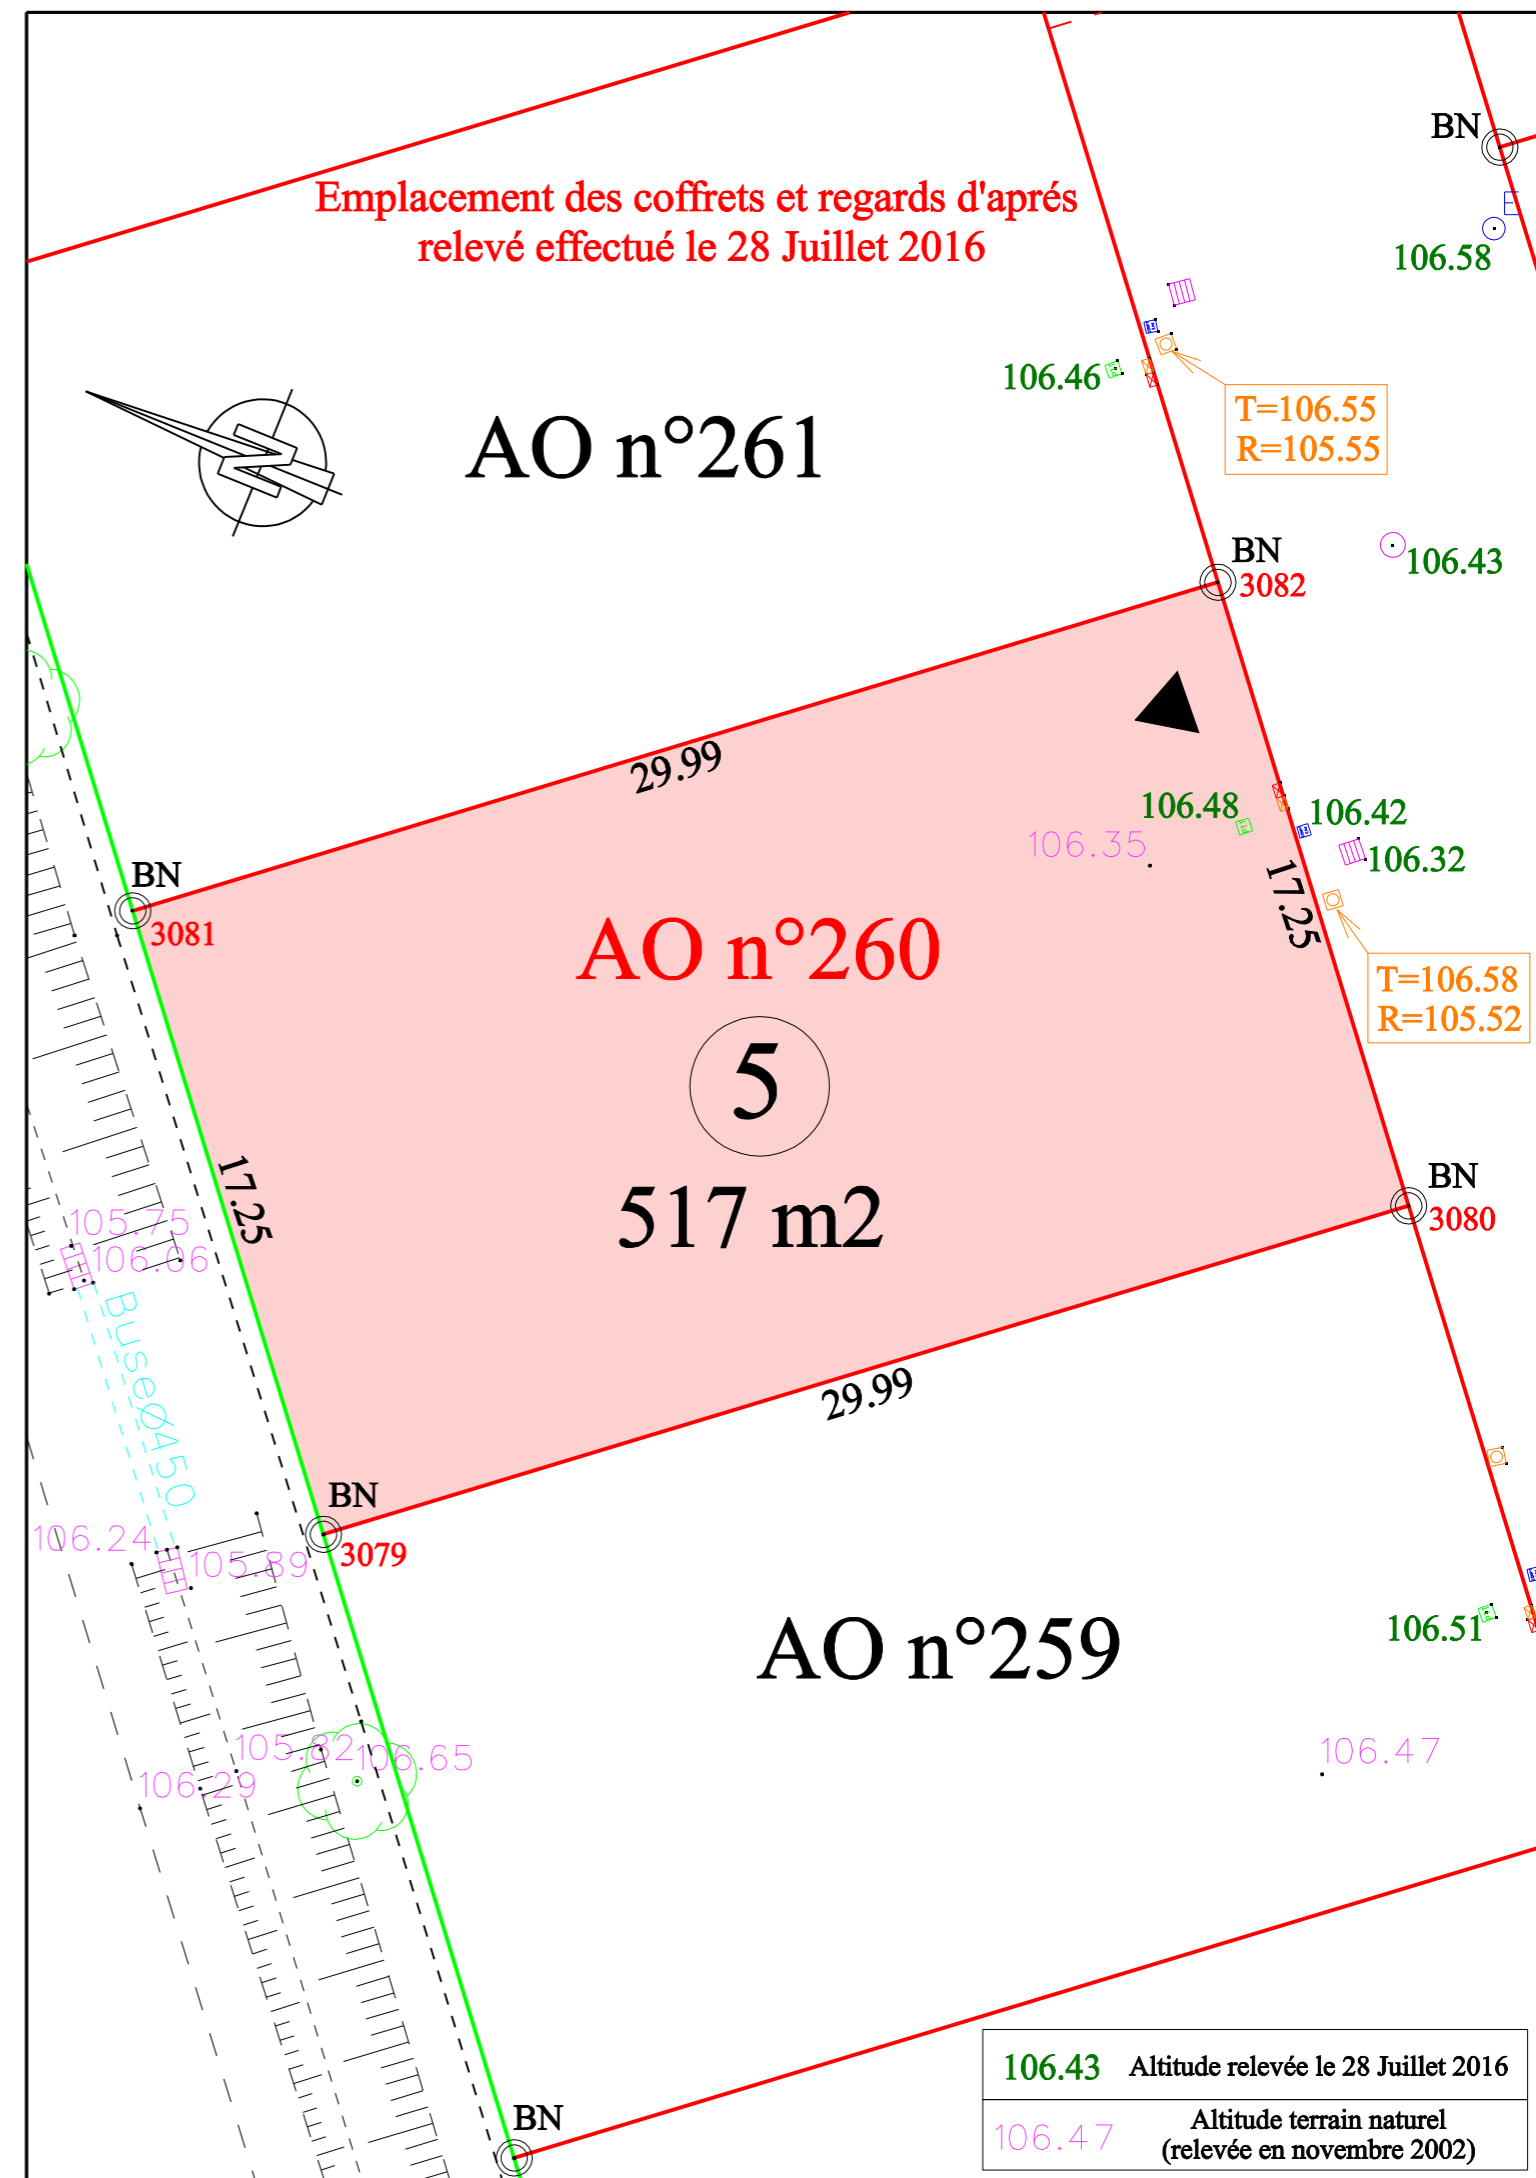 BN
Emplacement des coffrets et regards d'aprés
relevé effectué le 28 Juillet 2016
106.58
106.46
T=106.55
R=105.55
AO n°261
N
BN
106.43
3082
29.99
106.48
106.42
106.35
106.32
BN
17.25
3081
AO n°260
T=106.58
R=105.52
5
BN
17.25
517 m2
3080
105.75
106.06
Buseø450
29.99
BN
106.24
3079
105.89
106.51
AO n°259
105.82
106.65
106.47
106.29
106.43 Altitude relevée le 28 Juillet 2016
BN
106.47 Altitude terrain naturel
(relevée en novembre 2002)